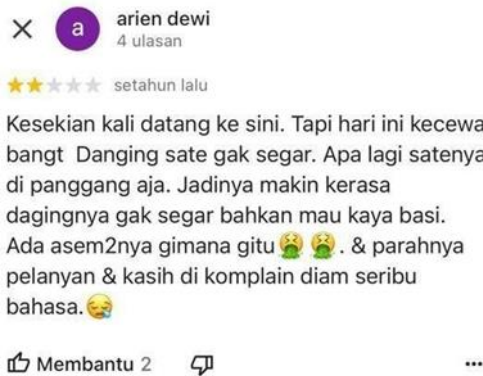 arien dewi
a
4 ulasan
setahun lalu
Kesekian kali datang ke sini. Tapi hari ini kecewa
bangt Danging sate gak segar. Apa lagi satenya
di panggang aja. Jadinya makin kerasa
dagingnya gak segar bahkan mau kaya basi.
Ada asem2nya gimana gitu🤮 🤮 . & parahnya
pelanyan & kasih di komplain diam seribu
bahasa.😪
Membantu 2